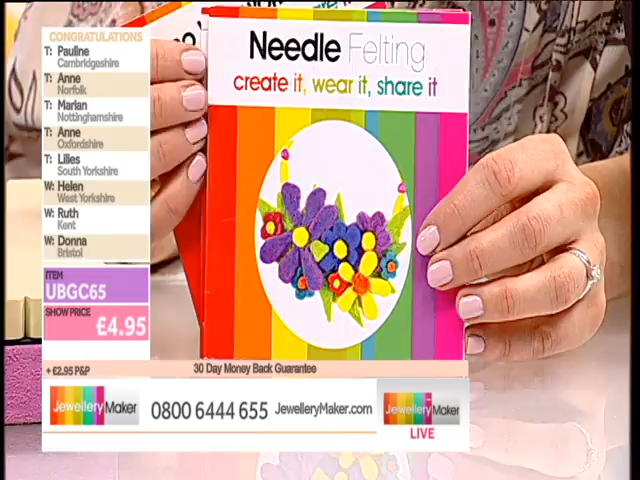 CONGRATULATIONS
T: Pauline
Cambridgeshire
T: Anne
Norfolk
T: Marian
Nottinghamshire
T: Anne
Oxfordshire
T: Lilies
South Yorkshire
W: Helen
West Yorkshire
W: Ruth
Kent
W: Donna
Bristol
ITEM
UBGC65
SHOW PRICE
£4.95
+ £2.95 P&P
30 Day Money Back Guarantee
Needle Felting
create it, wear it, share it
JewelleryMaker
0800 6444 655
JewelleryMaker.com
JewelleryMaker
LIVE